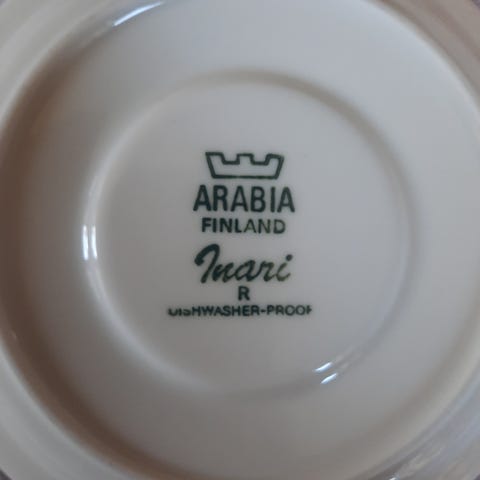 ARABIA
FINLAND
Inari
R
DISHWASHER-PROOF